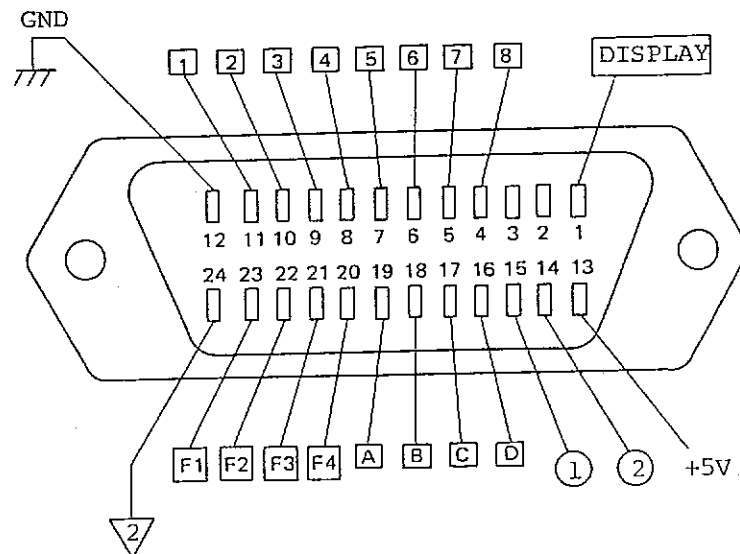 GND
1 2 3 4 5 6 7 8 DISPLAY
12 11 10 9 8 7 6 5 4 3 2 1
24 23 22 21 20 19 18 17 16 15 14 13
F1 F2 F3 F4 A B C D 1 2 +5V
2